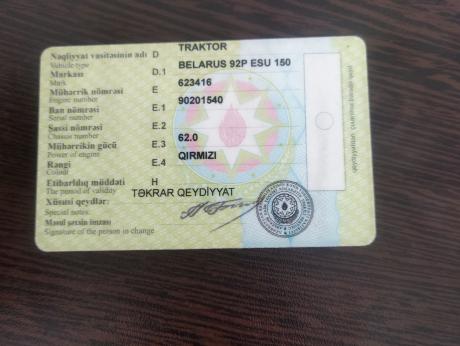 Nəqliyyat vasitəsinin adı D TRAKTOR
Vehicle type
Markası D.1 BELARUS 92P ESU 150
Mark
Mühərrik nömrəsi E 623416
Engine number
Ban nömrəsi E.1 90201540
Serial number
Şassi nömrəsi E.2
Chassis number
Mühərrikin gücü E.3 62.0
Power of engine
Rəngi E.4 QIRMIZI
Colour
Etibarlılıq müddəti H
The period of validity
Xüsusi qeydlər: TƏKRAR QEYDİYYAT
Special notes:
Məsul şəxsin imzası
Signature of the person in change